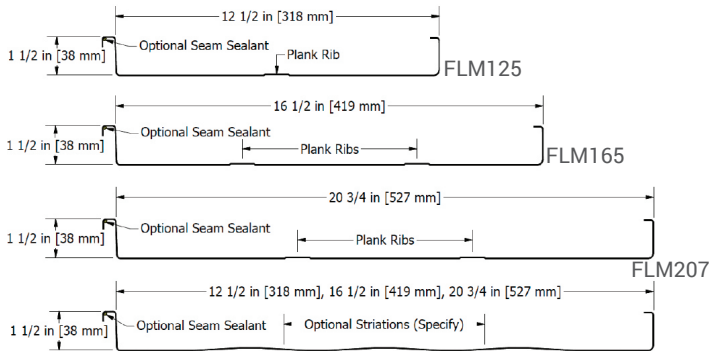 12 1/2 in [318 mm]
1 1/2 in [38 mm]
Optional Seam Sealant
Plank Rib
FLM125
16 1/2 in [419 mm]
1 1/2 in [38 mm]
Optional Seam Sealant
Plank Ribs
FLM165
20 3/4 in [527 mm]
1 1/2 in [38 mm]
Optional Seam Sealant
Plank Ribs
FLM207
12 1/2 in [318 mm], 16 1/2 in [419 mm], 20 3/4 in [527 mm]
1 1/2 in [38 mm]
Optional Seam Sealant
Optional Striations (Specify)